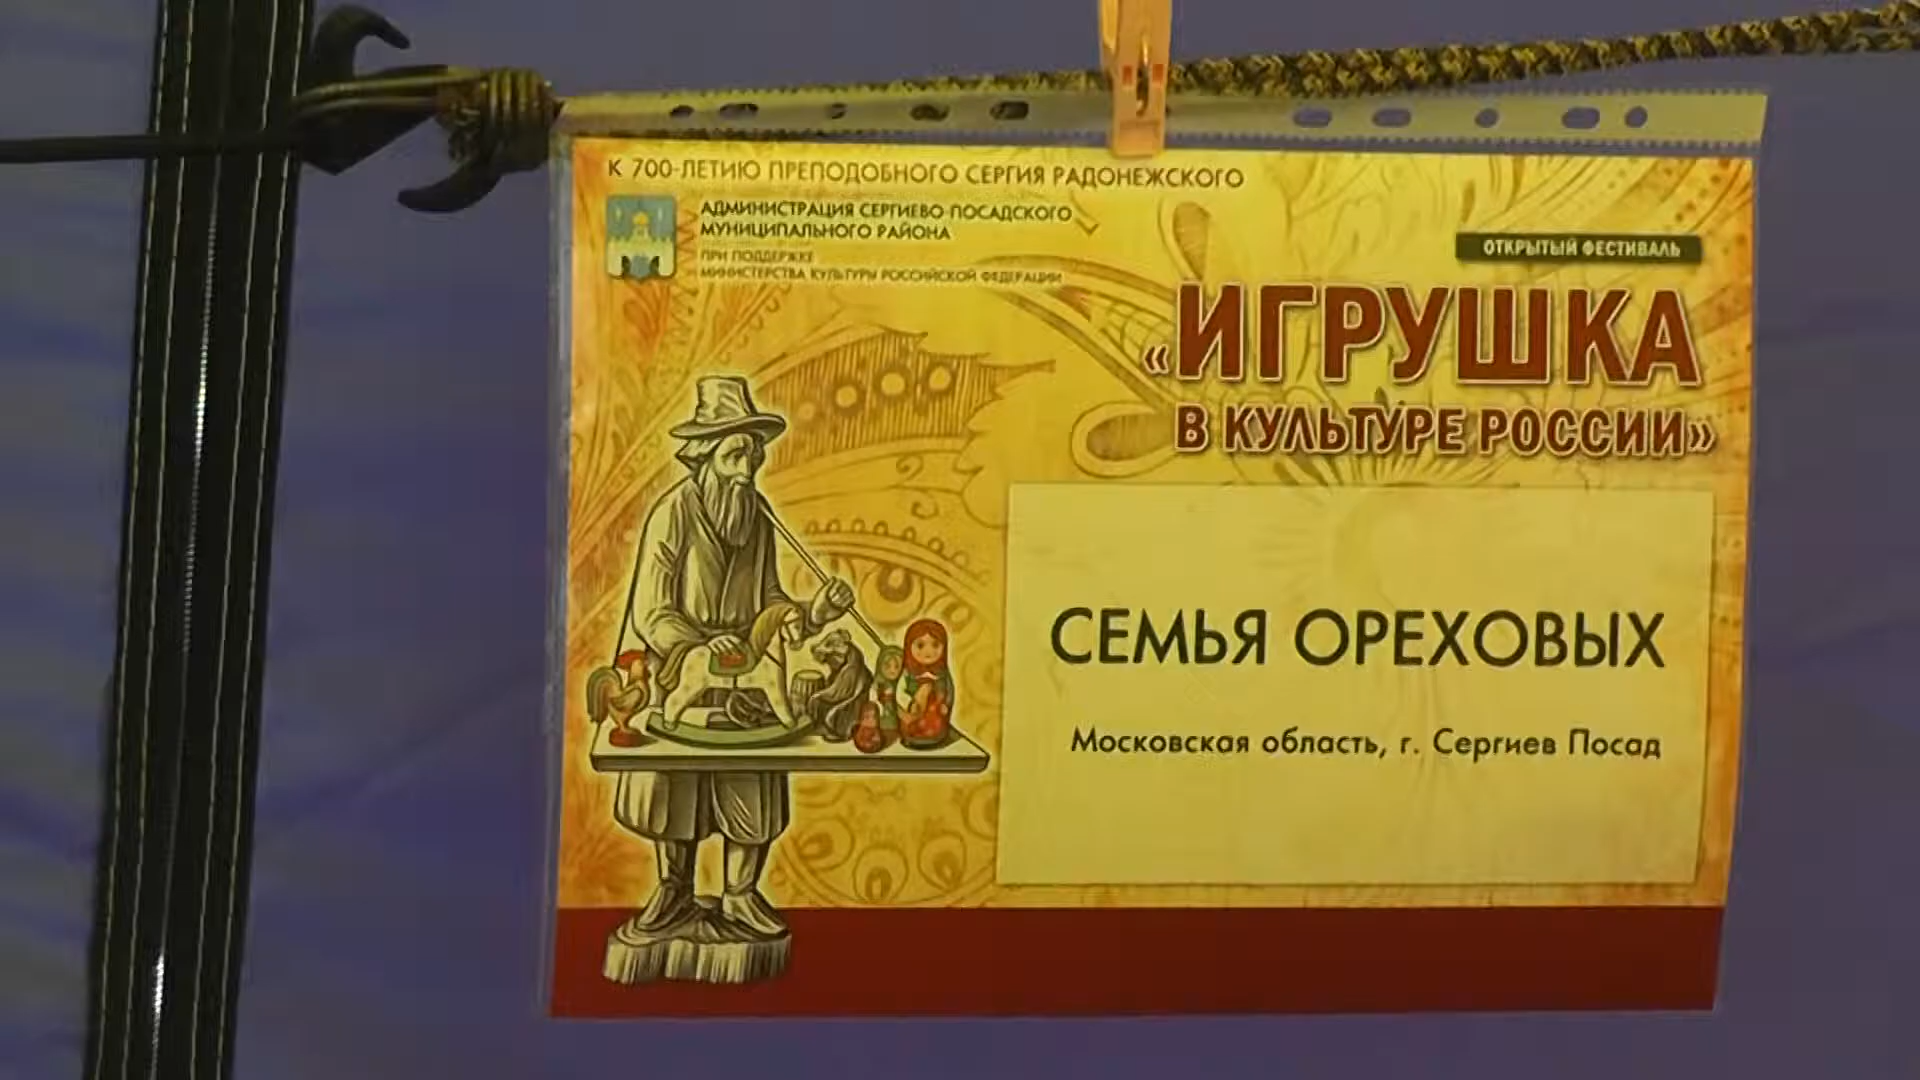 К 700-ЛЕТИЮ ПРЕПОДОБНОГО СЕРГИЯ РАДОНЕЖСКОГО
АДМИНИСТРАЦИЯ СЕРГИЕВО-ПОСАДСКОГО
МУНИЦИПАЛЬНОГО РАЙОНА
ПРИ ПОДДЕРЖКЕ
МИНИСТЕРСТВА КУЛЬТУРЫ РОССИЙСКОЙ ФЕДЕРАЦИИ
ОТКРЫТЫЙ ФЕСТИВАЛЬ
«ИГРУШКА
В КУЛЬТУРЕ РОССИИ»
СЕМЬЯ ОРЕХОВЫХ
Московская область, г. Сергиев Посад